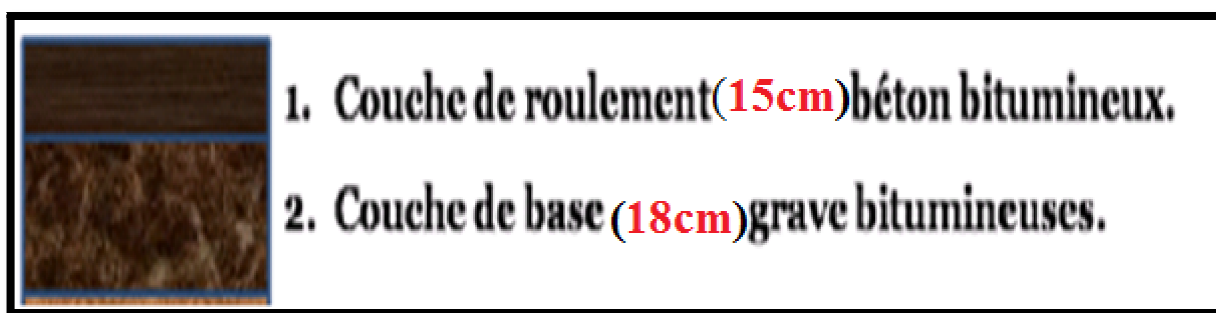 1. Couche de roulement(15cm)béton bitumineux.
2. Couche de base (18cm)grave bitumineuses.